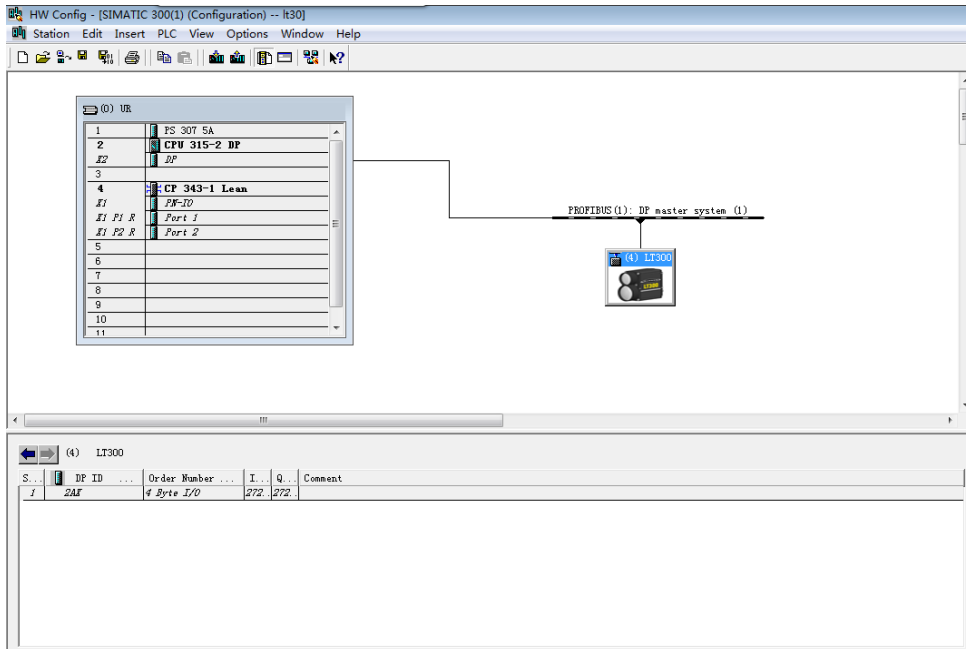 HW Config - [SIMATIC 300(1) (Configuration) -- lt30]
Station Edit Insert PLC View Options Window Help
(0) UR
1 PS 307 5A
2 CPU 315-2 DP
X2 DP
3
4 CP 343-1 Lean
X1 PN-IO
X1 P1 R Port 1
X1 P2 R Port 2
5
6
7
8
9
10
11
PROFIBUS(1): DP master system (1)
(4) LT300
LT300
(4) LT300
S... DP ID ... Order Number ... I... Q... Comment
1 2AX 4 Byte I/O 272.. 272..